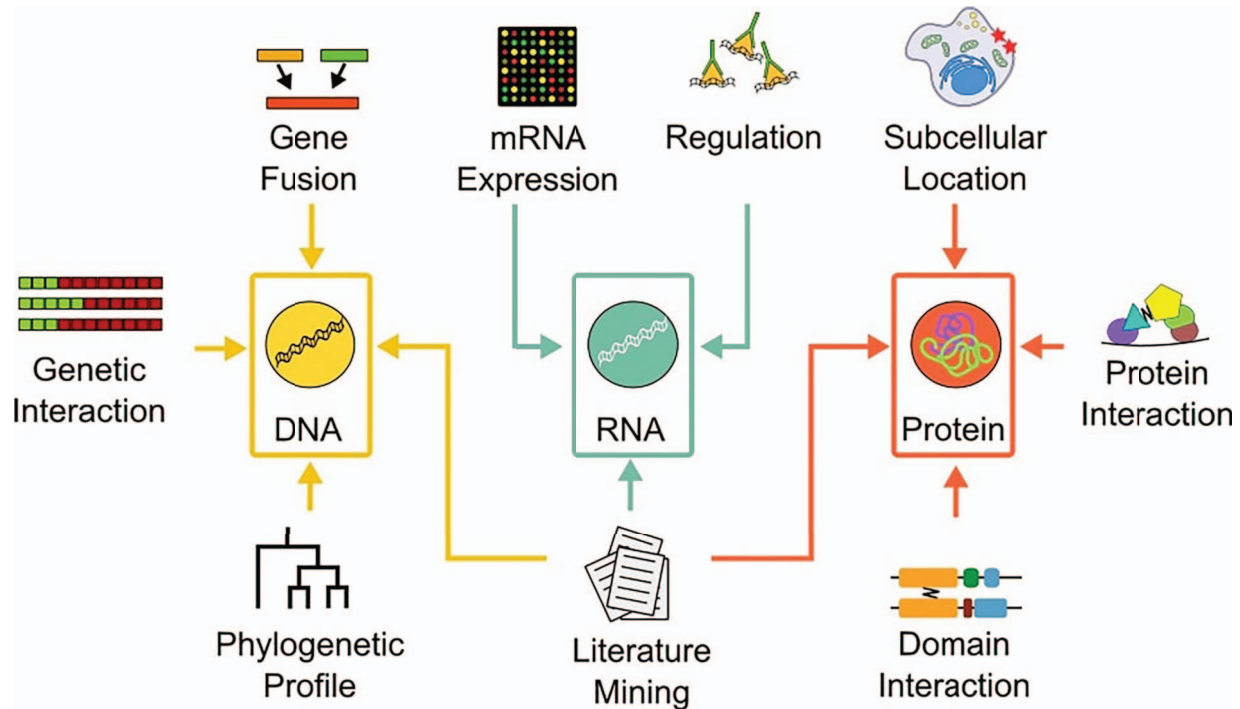 Gene
Fusion
mRNA
Expression
Regulation
Subcellular
Location
Genetic
Interaction
DNA
RNA
Protein
Protein
Interaction
Phylogenetic
Profile
Literature
Mining
Domain
Interaction